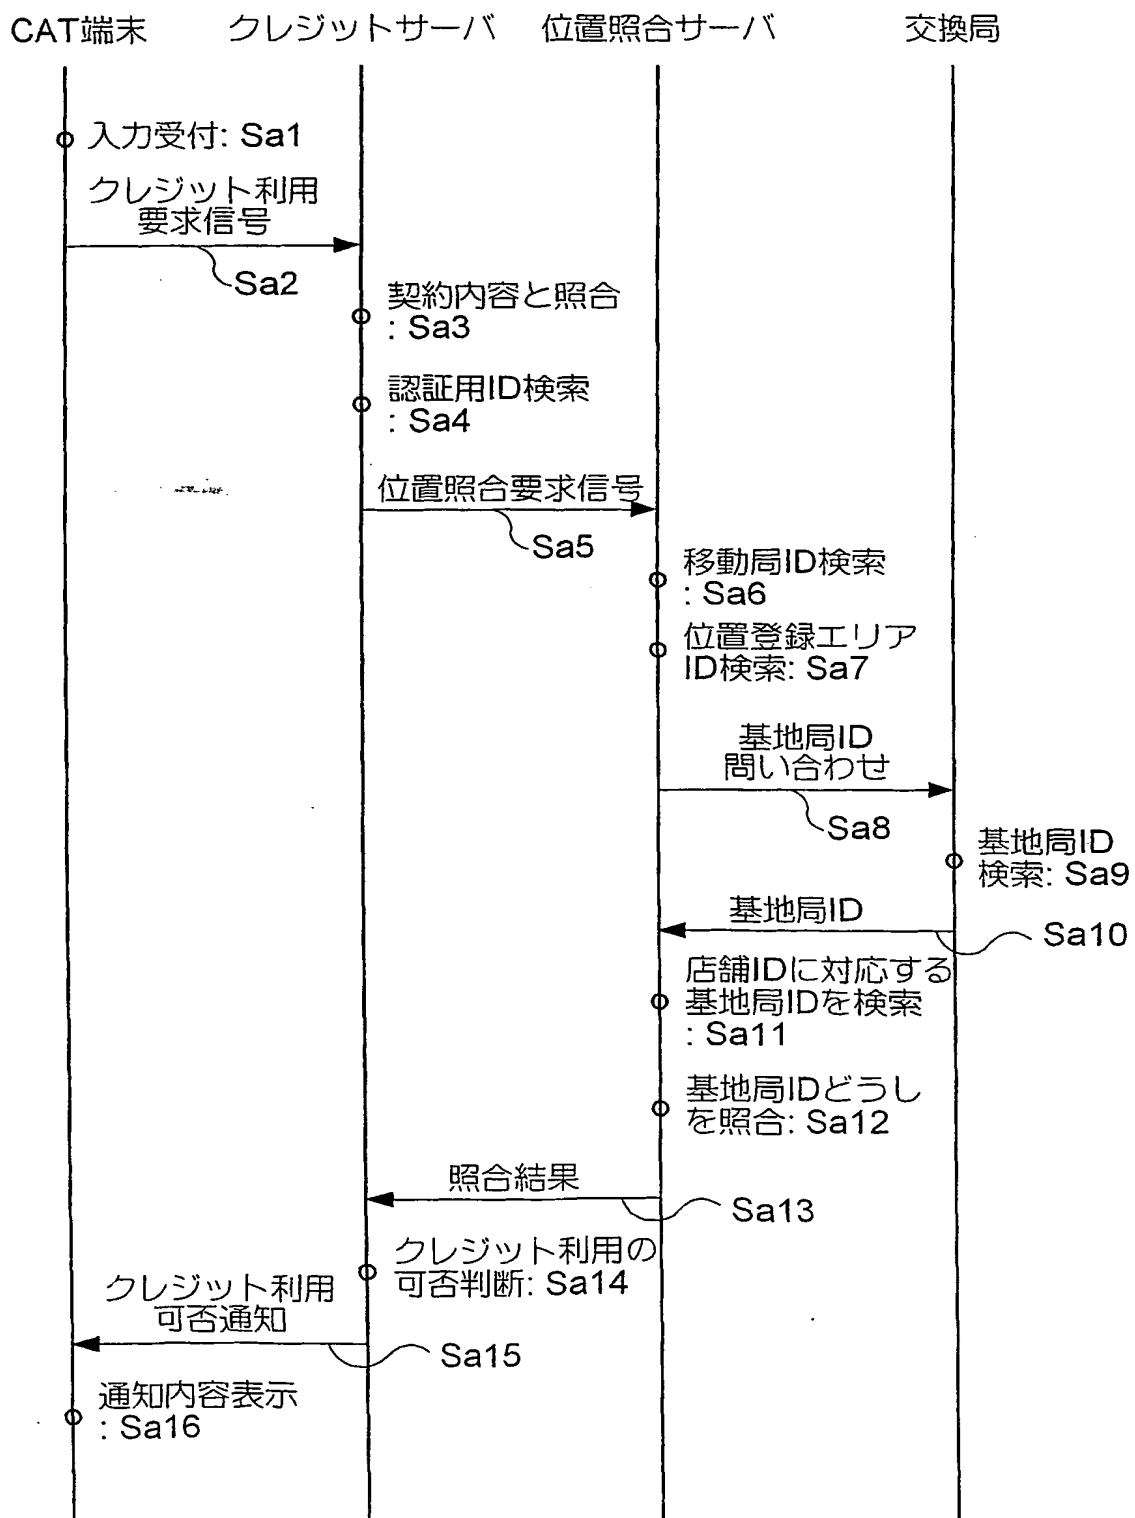 CAT端末
クレジットサーバ
位置照合サーバ
交換局
入力受付: Sa1
クレジット利用
要求信号
Sa2
契約内容と照合
: Sa3
認証用ID検索
: Sa4
位置照合要求信号
Sa5
移動局ID検索
: Sa6
位置登録エリア
ID検索: Sa7
基地局ID
問い合わせ
Sa8
基地局ID
検索: Sa9
基地局ID
Sa10
店舗IDに対応する
基地局IDを検索
: Sa11
基地局IDどうし
を照合: Sa12
照合結果
Sa13
クレジット利用の
可否判断: Sa14
クレジット利用
可否通知
Sa15
通知内容表示
: Sa16